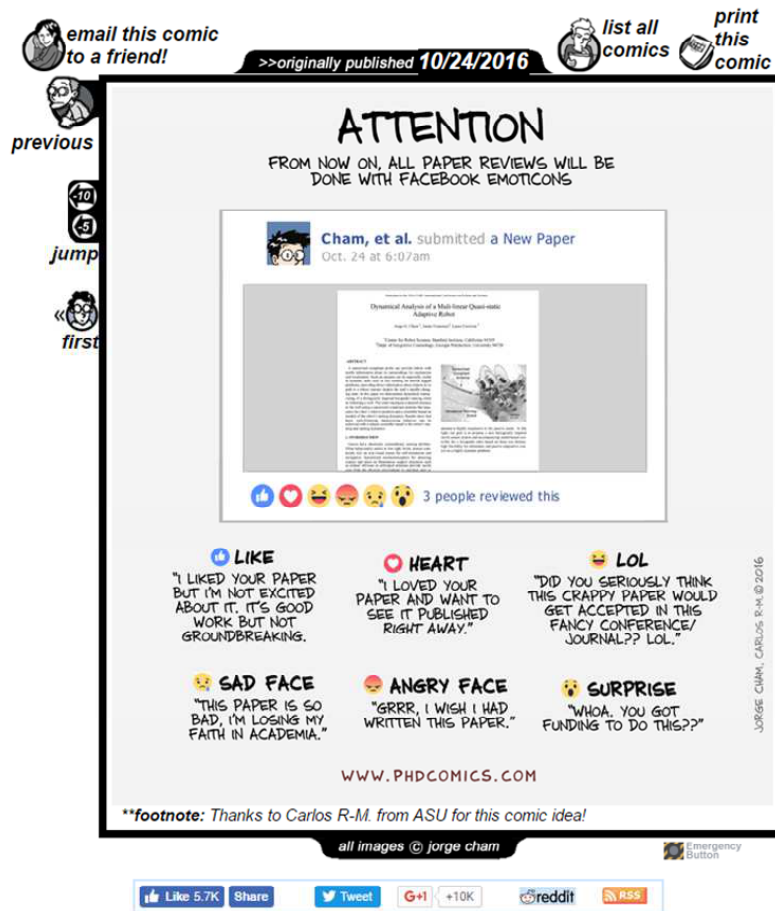 email this comic
to a friend!
>>originally published 10/24/2016
list all
comics
print
this
comic
previous
-10
-5
jump
«
first
ATTENTION
FROM NOW ON, ALL PAPER REVIEWS WILL BE
DONE WITH FACEBOOK EMOTICONS
Cham, et al. submitted a New Paper
Oct. 24 at 6:07am
Dynamical Analysis of a Multi-linear Quasi-static
Adaptive Robot
ABSTRACT
1. INTRODUCTION
3 people reviewed this
LIKE
"I LIKED YOUR PAPER
BUT I'M NOT EXCITED
ABOUT IT. IT'S GOOD
WORK BUT NOT
GROUNDBREAKING.
HEART
"I LOVED YOUR
PAPER AND WANT TO
SEE IT PUBLISHED
RIGHT AWAY."
LOL
"DID YOU SERIOUSLY THINK
THIS CRAPPY PAPER WOULD
GET ACCEPTED IN THIS
FANCY CONFERENCE/
JOURNAL?? LOL."
SAD FACE
"THIS PAPER IS SO
BAD, I'M LOSING MY
FAITH IN ACADEMIA."
ANGRY FACE
"GRRR, I WISH I HAD
WRITTEN THIS PAPER."
SURPRISE
"WHOA. YOU GOT
FUNDING TO DO THIS??"
JORGE CHAM, CARLOS R-M. © 2016
WWW.PHDCOMICS.COM
**footnote: Thanks to Carlos R-M. from ASU for this comic idea!
all images © jorge cham
Emergency
Button
Like 5.7K Share Tweet G+1 +10K reddit RSS